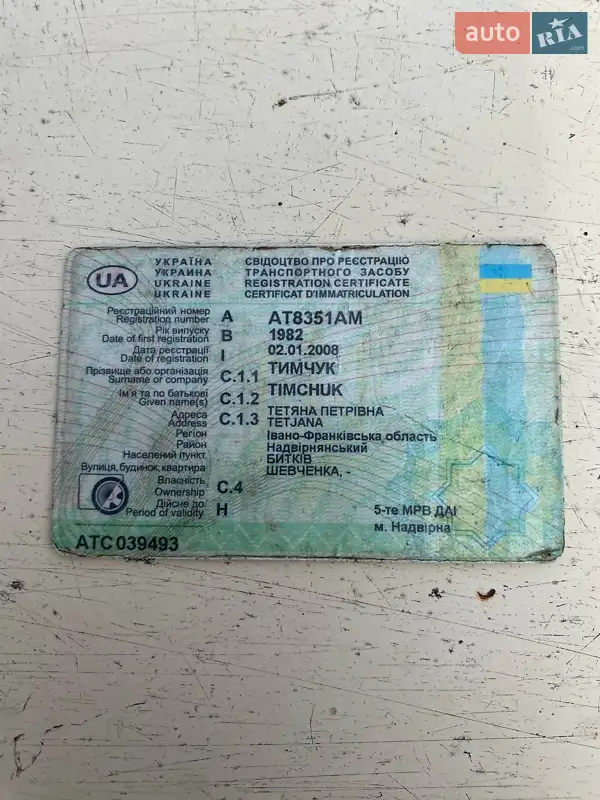 auto RIA .com
УКРАЇНА СВІДОЦТВО ПРО РЕЄСТРАЦІЮ
УКРАИНА ТРАНСПОРТНОГО ЗАСОБУ
UKRAINE REGISTRATION CERTIFICATE
UKRAINE CERTIFICAT D'IMMATRICULATION
UA
Реєстраційний номер
Registration number A AT8351AM
Рік випуску
Date of first registration B 1982
Дата реєстрації
Date of registration I 02.01.2008
Прізвище або організація
Surname or company C.1.1 ТИМЧУК
TIMCHUK
Ім'я та по батькові
Given name(s) C.1.2 ТЕТЯНА ПЕТРІВНА
TETJANA
Адреса
Address C.1.3
Регіон Івано-Франківська область
Район Надвірнянський
Населений пункт БИТКІВ
Вулиця, будинок, квартира ШЕВЧЕНКА, -
Власність
Ownership C.4
Дійсне до
Period of validity H
5-те МРВ ДАІ
м. Надвірна
АТС 039493